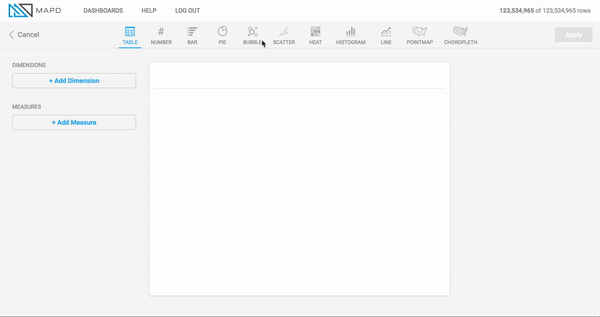 MAPD DASHBOARDS HELP LOG OUT 123,534,965 of 123,534,965 rows
Cancel TABLE NUMBER BAR PIE BUBBLE SCATTER HEAT HISTOGRAM LINE POINTMAP CHOROPLETH Apply
DIMENSIONS
+ Add Dimension
MEASURES
+ Add Measure